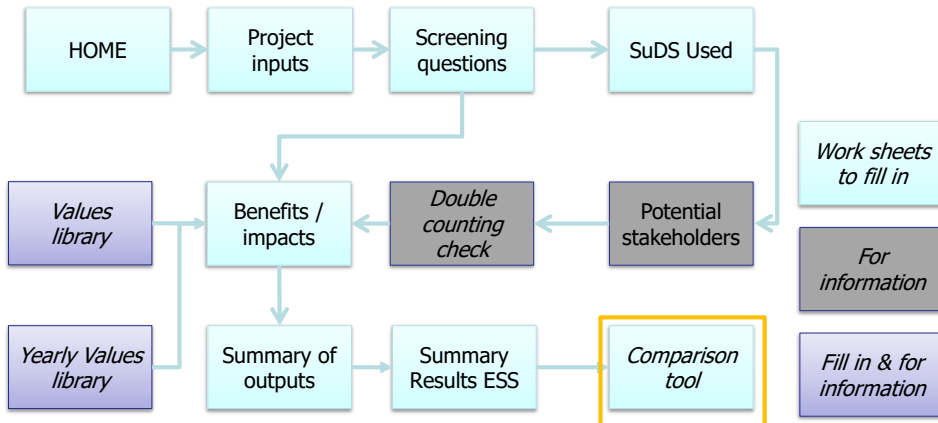 HOME
Project
inputs
Screening
questions
SuDS Used
Work sheets
to fill in
Values
library
Benefits /
impacts
Double
counting
check
Potential
stakeholders
For
information
Yearly Values
library
Summary of
outputs
Summary
Results ESS
Comparison
tool
Fill in & for
information